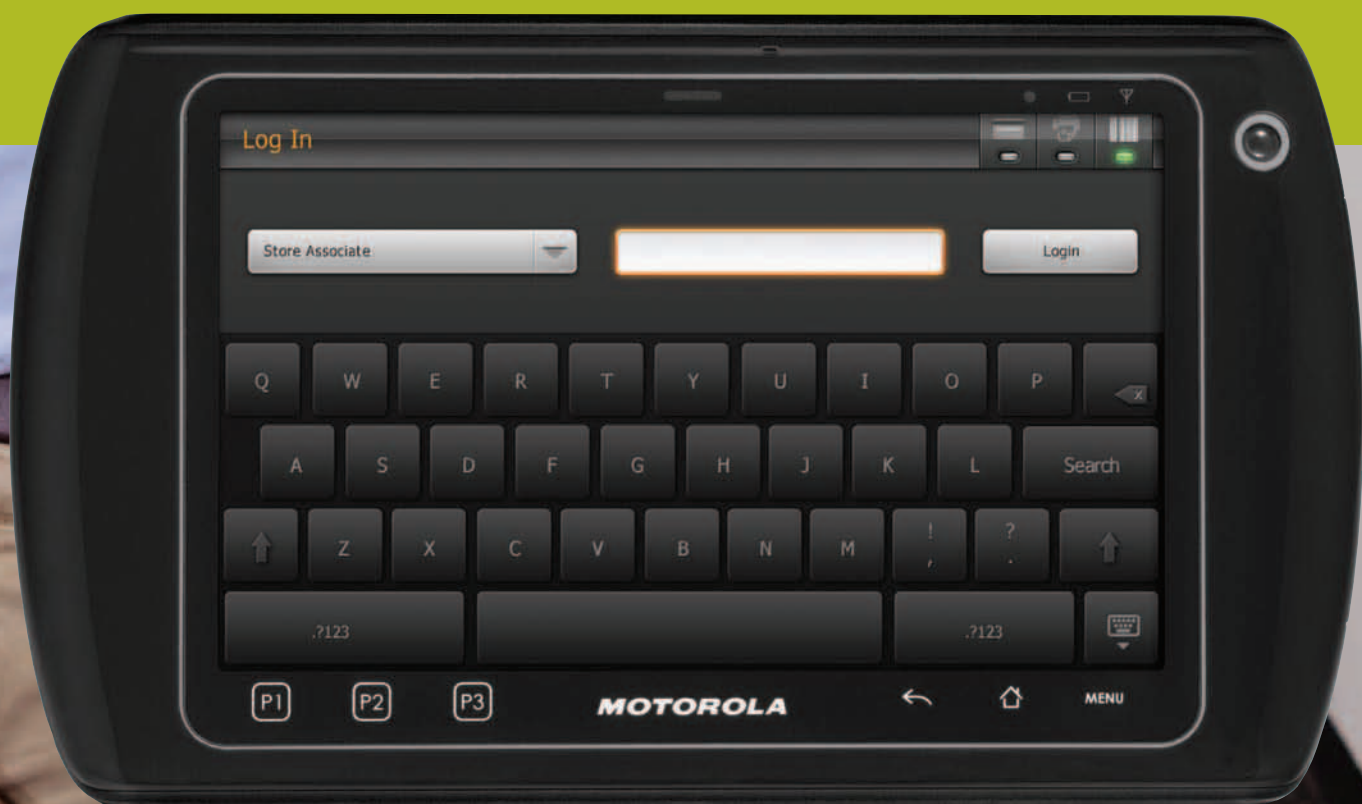 Log In
Store Associate
Login
Q W E R T Y U I O P
A S D F G H J K L Search
Z X C V B N M ! , ? .
.?123 .?123
P1 P2 P3 MOTOROLA MENU